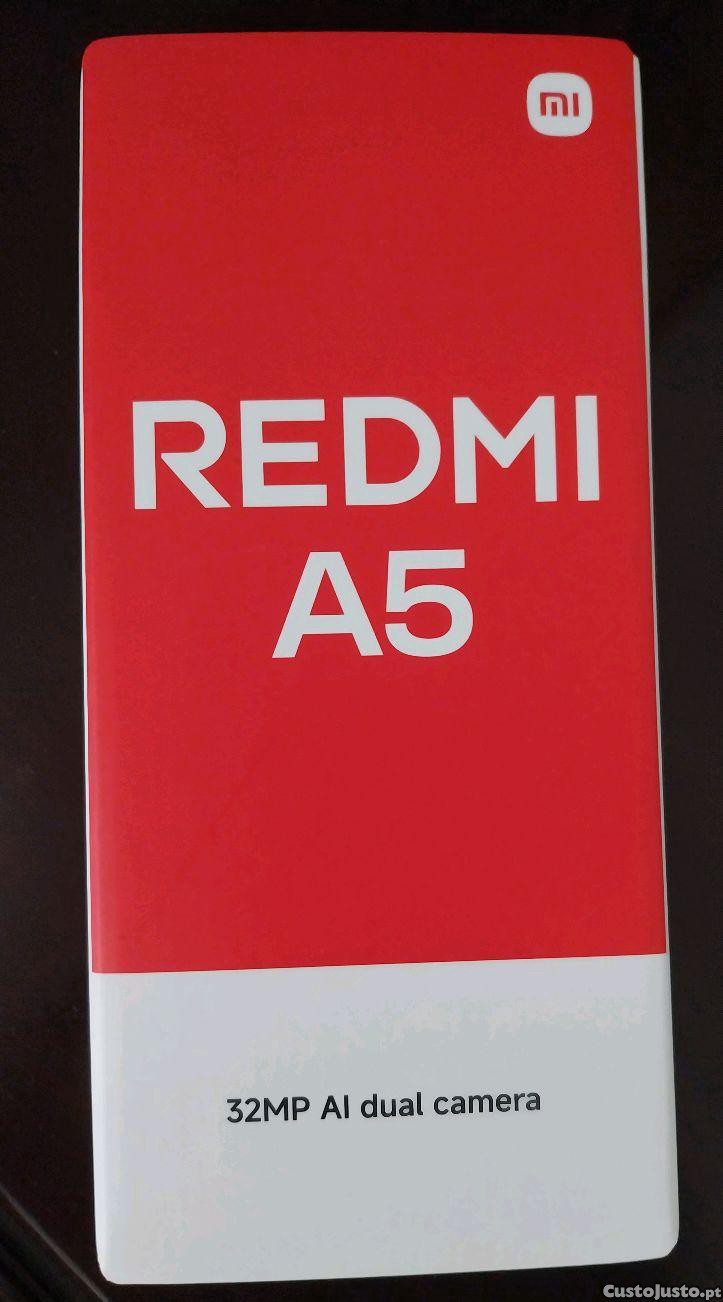 mi
REDMI
A5
32MP AI dual camera
CustoJusto.pt